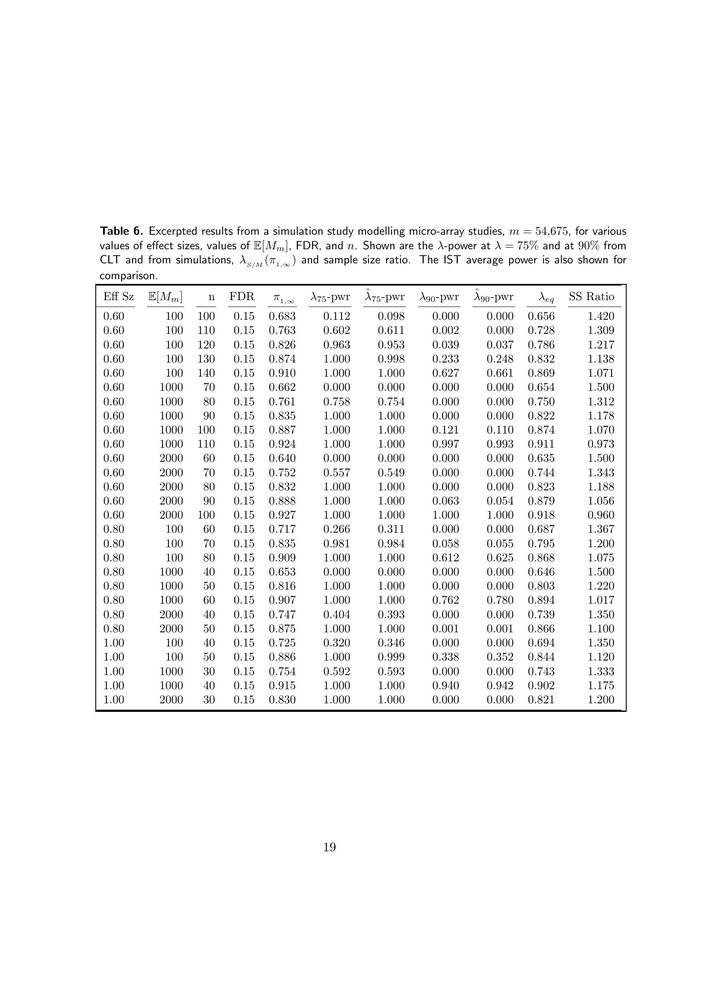 Table 6. Excerpted results from a simulation study modelling micro-array studies, m = 54,675, for various
values of effect sizes, values of 𝔼[Mₘ], FDR, and n. Shown are the λ-power at λ = 75% and at 90% from
CLT and from simulations, λ_{S/M}(π_{1,∞}) and sample size ratio. The IST average power is also shown for
comparison.
Eff Sz 𝔼[Mₘ] n FDR π_{1,∞} λ₇₅-pwr λ̂₇₅-pwr λ₉₀-pwr λ̂₉₀-pwr λ_{eq} SS Ratio
0.60 100 100 0.15 0.683 0.112 0.098 0.000 0.000 0.656 1.420
0.60 100 110 0.15 0.763 0.602 0.611 0.002 0.000 0.728 1.309
0.60 100 120 0.15 0.826 0.963 0.953 0.039 0.037 0.786 1.217
0.60 100 130 0.15 0.874 1.000 0.998 0.233 0.248 0.832 1.138
0.60 100 140 0.15 0.910 1.000 1.000 0.627 0.661 0.869 1.071
0.60 1000 70 0.15 0.662 0.000 0.000 0.000 0.000 0.654 1.500
0.60 1000 80 0.15 0.761 0.758 0.754 0.000 0.000 0.750 1.312
0.60 1000 90 0.15 0.835 1.000 1.000 0.000 0.000 0.822 1.178
0.60 1000 100 0.15 0.887 1.000 1.000 0.121 0.110 0.874 1.070
0.60 1000 110 0.15 0.924 1.000 1.000 0.997 0.993 0.911 0.973
0.60 2000 60 0.15 0.640 0.000 0.000 0.000 0.000 0.635 1.500
0.60 2000 70 0.15 0.752 0.557 0.549 0.000 0.000 0.744 1.343
0.60 2000 80 0.15 0.832 1.000 1.000 0.000 0.000 0.823 1.188
0.60 2000 90 0.15 0.888 1.000 1.000 0.063 0.054 0.879 1.056
0.60 2000 100 0.15 0.927 1.000 1.000 1.000 1.000 0.918 0.960
0.80 100 60 0.15 0.717 0.266 0.311 0.000 0.000 0.687 1.367
0.80 100 70 0.15 0.835 0.981 0.984 0.058 0.055 0.795 1.200
0.80 100 80 0.15 0.909 1.000 1.000 0.612 0.625 0.868 1.075
0.80 1000 40 0.15 0.653 0.000 0.000 0.000 0.000 0.646 1.500
0.80 1000 50 0.15 0.816 1.000 1.000 0.000 0.000 0.803 1.220
0.80 1000 60 0.15 0.907 1.000 1.000 0.762 0.780 0.894 1.017
0.80 2000 40 0.15 0.747 0.404 0.393 0.000 0.000 0.739 1.350
0.80 2000 50 0.15 0.875 1.000 1.000 0.001 0.001 0.866 1.100
1.00 100 40 0.15 0.725 0.320 0.346 0.000 0.000 0.694 1.350
1.00 100 50 0.15 0.886 1.000 0.999 0.338 0.352 0.844 1.120
1.00 1000 30 0.15 0.754 0.592 0.593 0.000 0.000 0.743 1.333
1.00 1000 40 0.15 0.915 1.000 1.000 0.940 0.942 0.902 1.175
1.00 2000 30 0.15 0.830 1.000 1.000 0.000 0.000 0.821 1.200
19